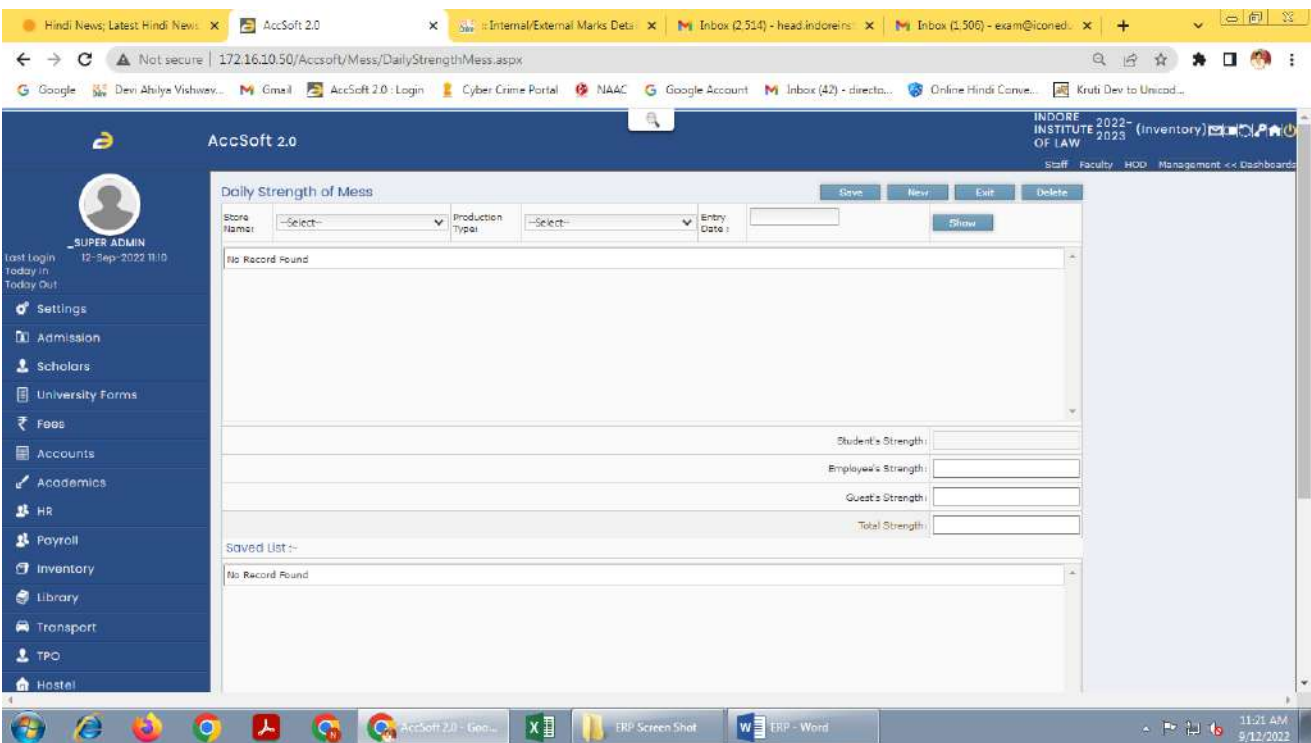 Hindi News; Latest Hindi News
AccSoft 2.0
:: Internal/External Marks Detai
Inbox (2,514) - head.indoreins
Inbox (1,506) - exam@iconedu.
Not secure | 172.16.10.50/Accsoft/Mess/DailyStrengthMess.aspx
Google
Devi Ahilya Vishwav...
Gmail
AccSoft 2.0 : Login
Cyber Crime Portal
NAAC
Google Account
Inbox (42) - directo...
Online Hindi Conve...
Kruti Dev to Unicod...
AccSoft 2.0
INDORE INSTITUTE OF LAW
2022-2023
(Inventory)
Staff Faculty HOD Management << Dashboards
_SUPER ADMIN
Last Login 12-Sep-2022 11:10
Today In
Today Out
Settings
Admission
Scholars
University Forms
Fees
Accounts
Academics
HR
Payroll
Inventory
Library
Transport
TPO
Hostel
Daily Strength of Mess
Save
New
Exit
Delete
Store Name:
--Select--
Production Type:
--Select--
Entry Date :
Show
No Record Found
Student's Strength:
Employee's Strength:
Guest's Strength:
Total Strength:
Saved List :-
No Record Found
AccSoft 2.0 - Goo...
ERP Screen Shot
ERP - Word
11:21 AM
9/12/2022